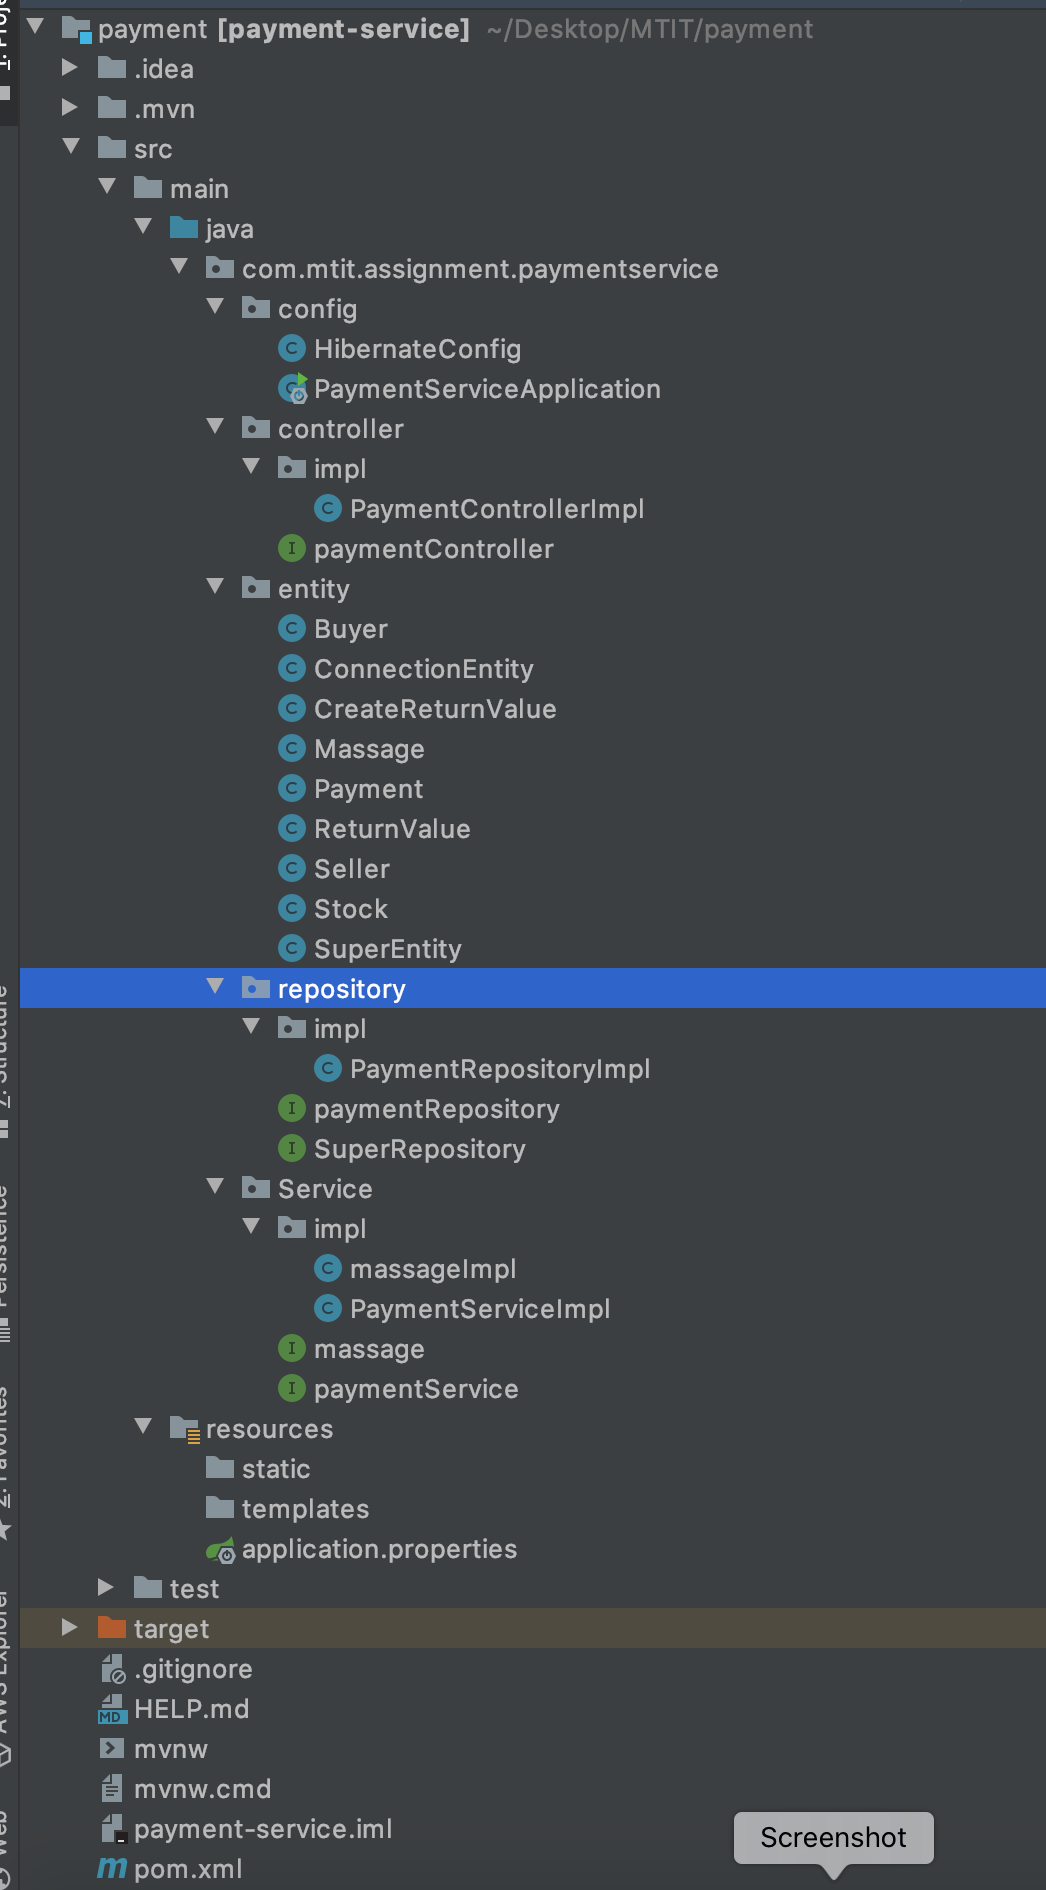 payment [payment-service] ~/Desktop/MTIT/payment
.idea
.mvn
src
main
java
com.mtit.assignment.paymentservice
config
HibernateConfig
PaymentServiceApplication
controller
impl
PaymentControllerImpl
paymentController
entity
Buyer
ConnectionEntity
CreateReturnValue
Massage
Payment
ReturnValue
Seller
Stock
SuperEntity
repository
impl
PaymentRepositoryImpl
paymentRepository
SuperRepository
Service
impl
massageImpl
PaymentServiceImpl
massage
paymentService
resources
static
templates
application.properties
test
target
.gitignore
HELP.md
mvnw
mvnw.cmd
payment-service.iml
Screenshot
pom.xml
Structure
Persistence
2: Favorites
AWS Explorer
Web